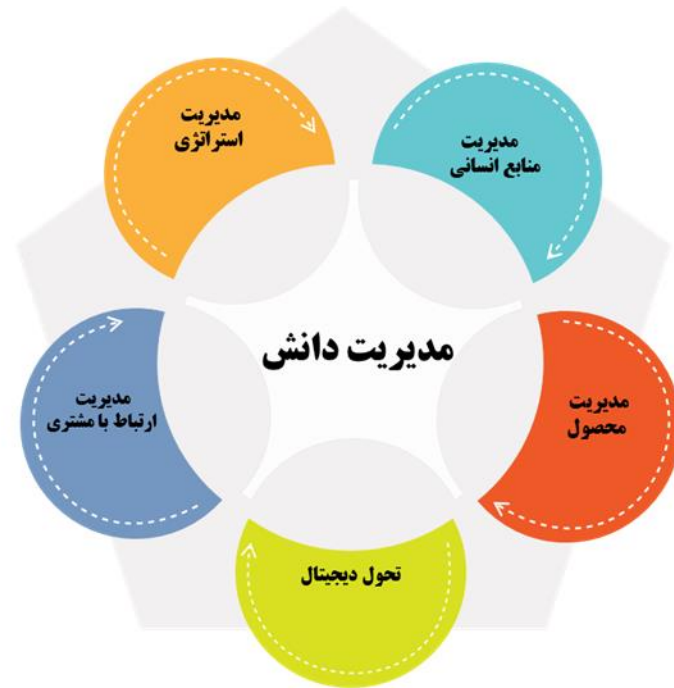 مدیریت
استراتژی
مدیریت
منابع انسانی
مدیریت دانش
مدیریت
ارتباط با مشتری
مدیریت
محصول
تحول دیجیتال